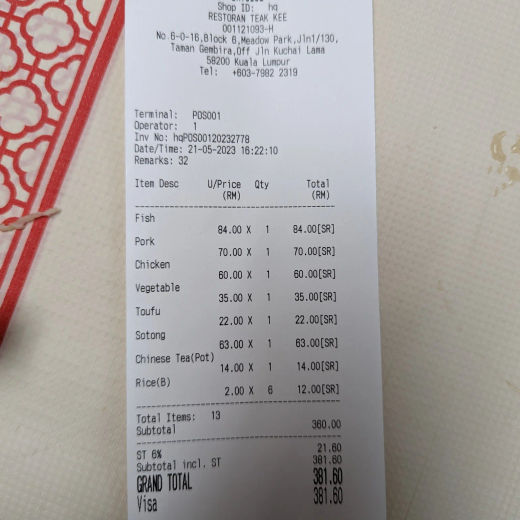 Shop ID: hq
RESTORAN TEAK KEE
001121093-H
No.6-0-16,Block 6,Meadow Park,Jln1/130,
Taman Gembira,Off Jln Kuchai Lama
58200 Kuala Lumpur
Tel: +603-7982 2319
Terminal: POS001
Operator: 1
Inv No: hqPOS00120232778
Date/Time: 21-05-2023 16:22:10
Remarks: 32
Item Desc U/Price Qty Total
(RM) (RM)
Fish
84.00 X 1 84.00[SR]
Pork
70.00 X 1 70.00[SR]
Chicken
60.00 X 1 60.00[SR]
Vegetable
35.00 X 1 35.00[SR]
Toufu
22.00 X 1 22.00[SR]
Sotong
63.00 X 1 63.00[SR]
Chinese Tea(Pot)
14.00 X 1 14.00[SR]
Rice(B)
2.00 X 6 12.00[SR]
Total Items: 13
Subtotal 360.00
ST 6% 21.60
Subtotal incl. ST 381.60
GRAND TOTAL 381.60
Visa 381.60